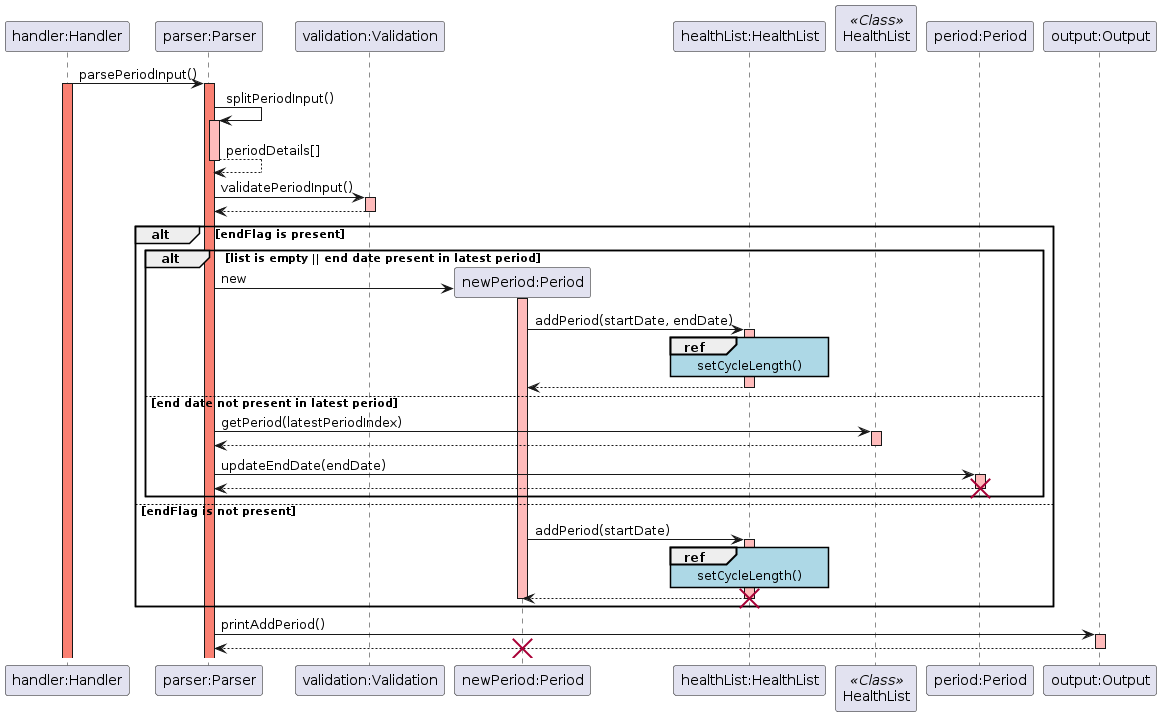 handler:Handler
parser:Parser
validation:Validation
healthList:HealthList
«Class»
HealthList
period:Period
output:Output
parsePeriodInput()
splitPeriodInput()
periodDetails[]
validatePeriodInput()
alt [endFlag is present]
alt [list is empty || end date present in latest period]
new
newPeriod:Period
addPeriod(startDate, endDate)
ref
setCycleLength()
[end date not present in latest period]
getPeriod(latestPeriodIndex)
updateEndDate(endDate)
[endFlag is not present]
addPeriod(startDate)
ref
setCycleLength()
printAddPeriod()
handler:Handler
parser:Parser
validation:Validation
newPeriod:Period
healthList:HealthList
«Class»
HealthList
period:Period
output:Output